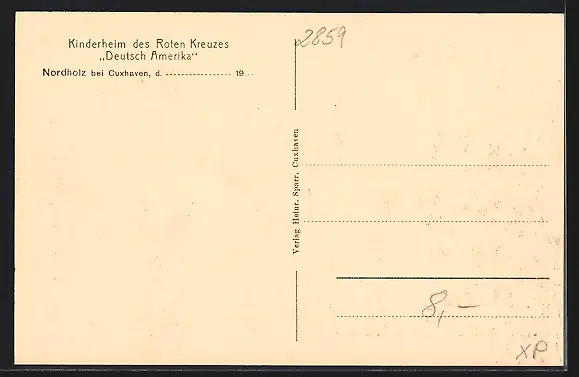 Kinderheim des Roten Kreuzes
„Deutsch Amerika“
Nordholz bei Cuxhaven, d. ------------------ 19 --
2859
Verlag Heinr. Sparr, Cuxhaven
8,–
XP